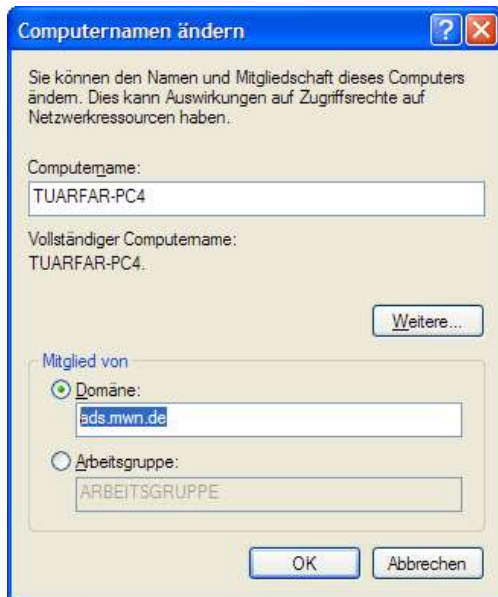 Computernamen ändern
Sie können den Namen und Mitgliedschaft dieses Computers
ändern. Dies kann Auswirkungen auf Zugriffsrechte auf
Netzwerkressourcen haben.
Computername:
TUARFAR-PC4
Vollständiger Computername:
TUARFAR-PC4.
Weitere...
Mitglied von
Domäne:
ads.mwn.de
Arbeitsgruppe:
ARBEITSGRUPPE
OK
Abbrechen